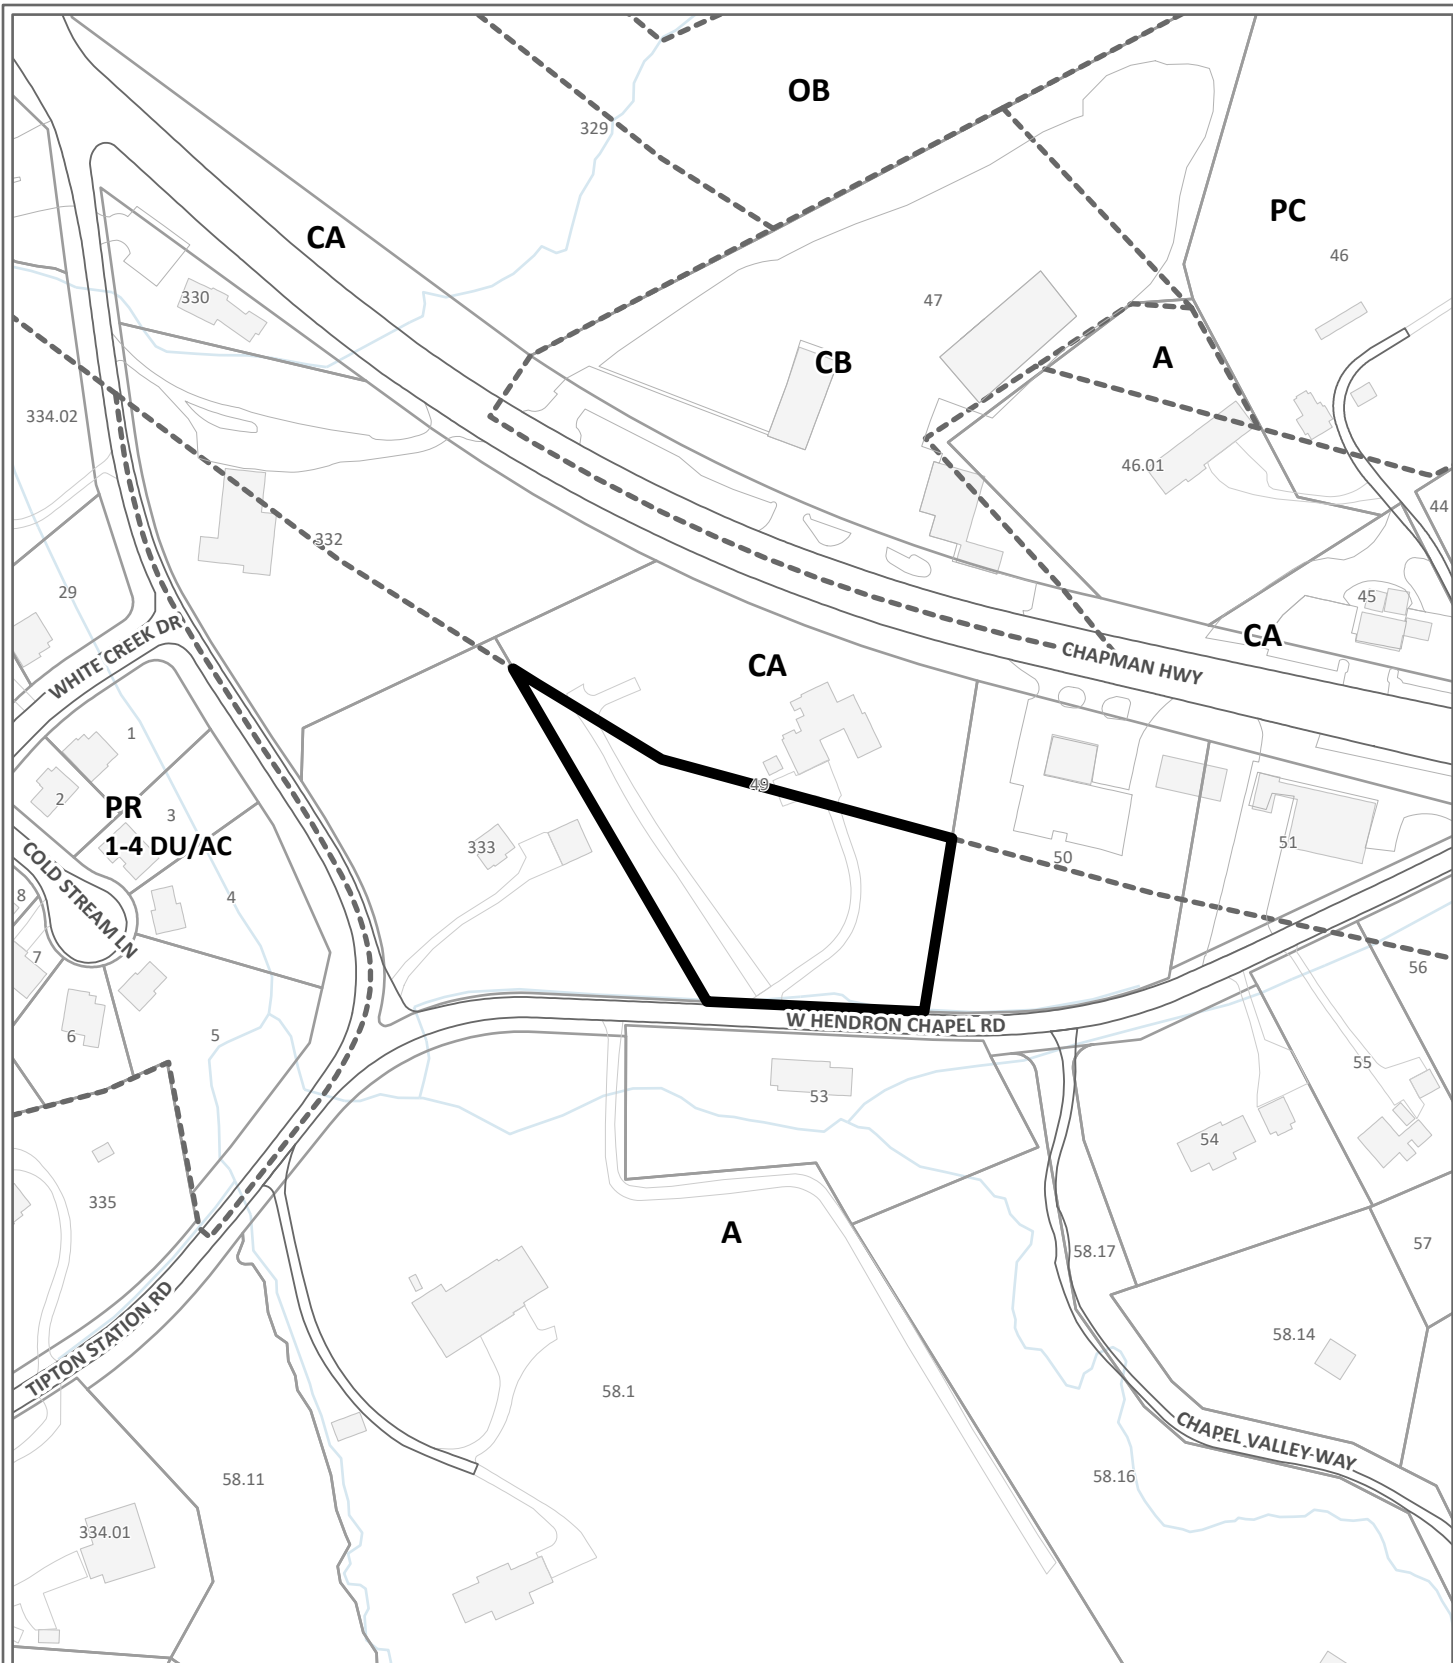 OB
329
PC
CA
46
330
47
CB
A
334.02
46.01
44
332
29
45
CA
WHITE CREEK DR
CHAPMAN HWY
CA
1
49
2
PR
3
1-4 DU/AC
333
50
51
COLD STREAM LN
8
4
7
56
W HENDRON CHAPEL RD
6
5
55
53
54
335
A
57
58.17
TIPTON STATION RD
58.14
58.1
CHAPEL VALLEY WAY
58.11
58.16
334.01